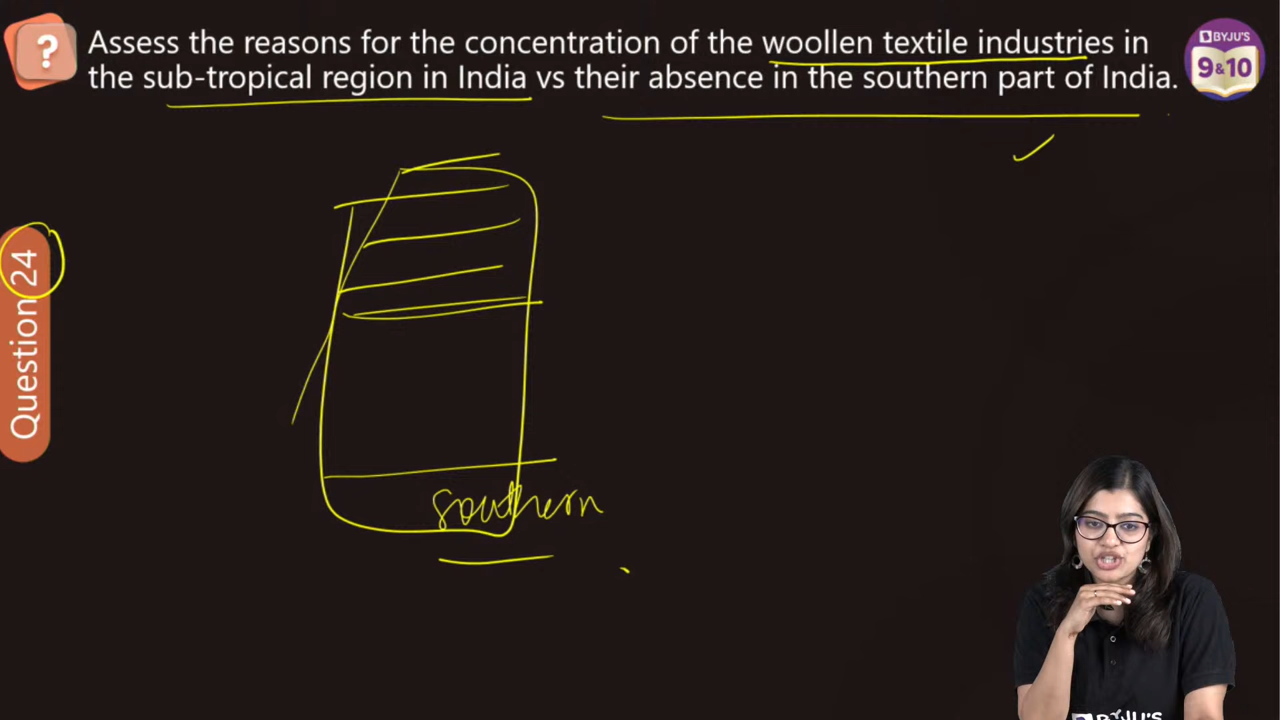 ?
Assess the reasons for the concentration of the woollen textile industries in
the sub-tropical region in India vs their absence in the southern part of India.
BYJU'S
9&10
Question 24
southern
BYJU'S